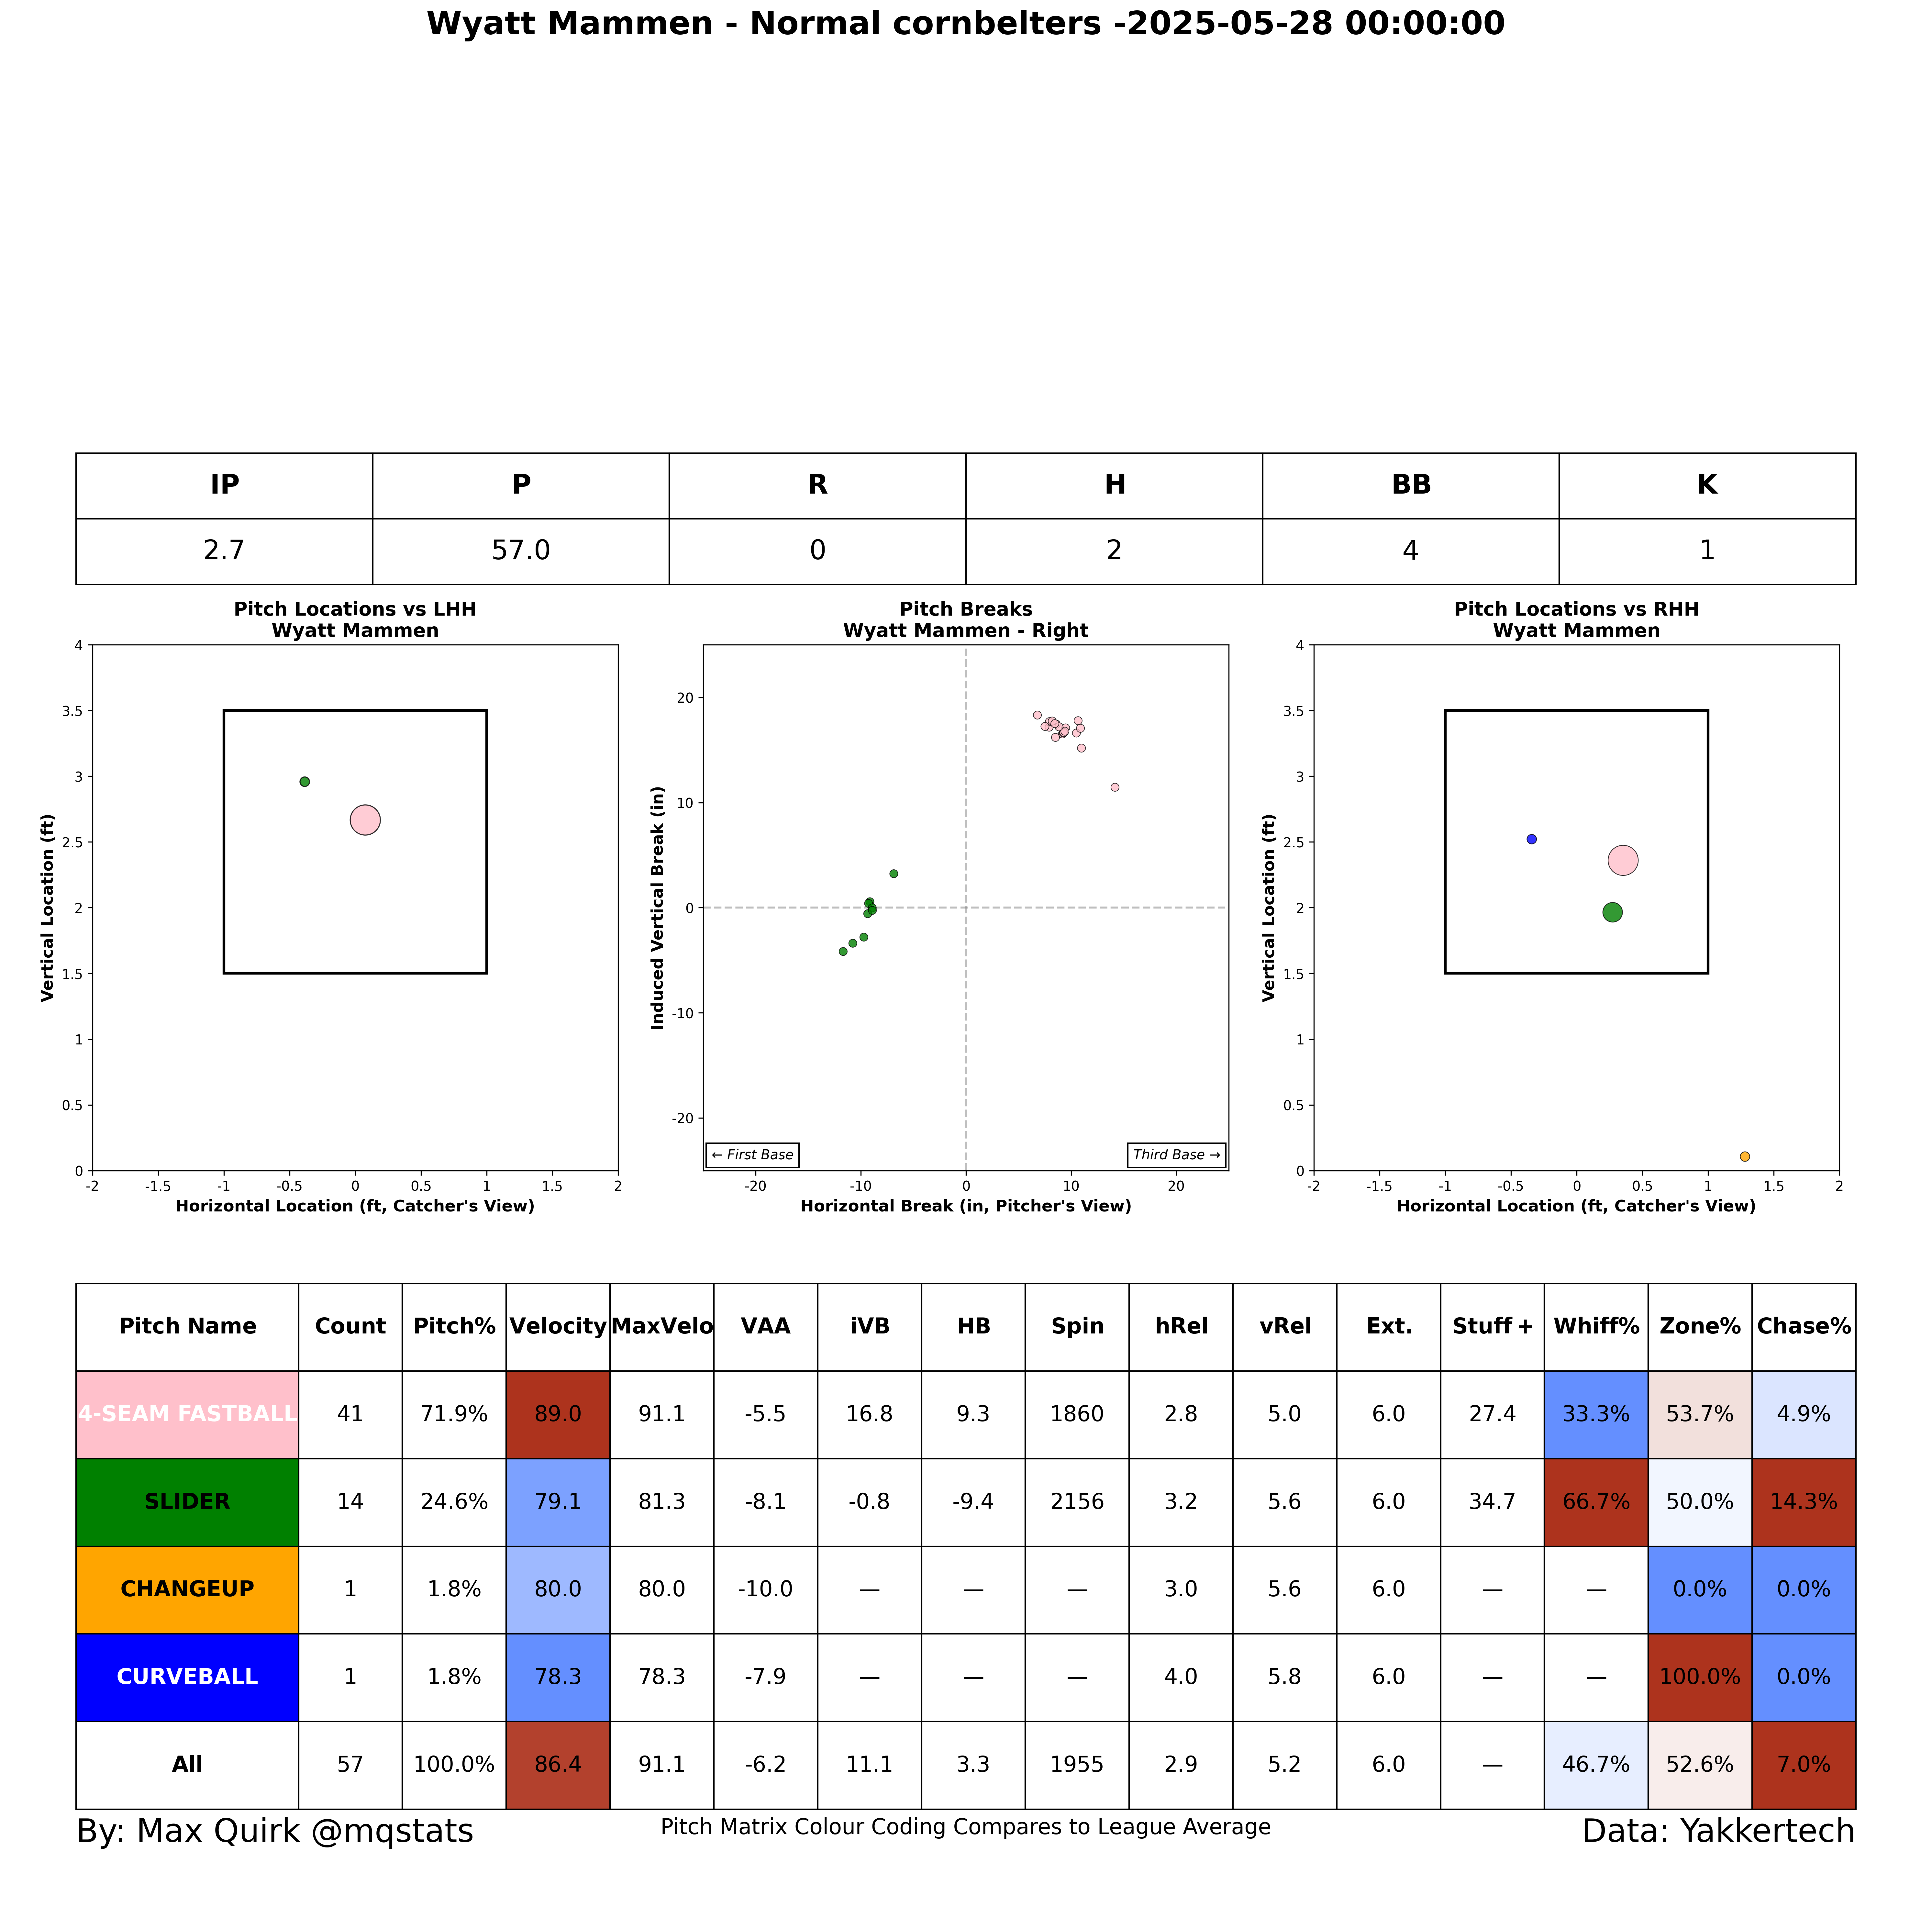 Wyatt Mammen - Normal cornbelters -2025-05-28 00:00:00
IP P R H BB K
2.7 57.0 0 2 4 1
Pitch Locations vs LHH
Wyatt Mammen
4
3.5
3
2.5
2
1.5
1
0.5
0
Vertical Location (ft)
-2 -1.5 -1 -0.5 0 0.5 1 1.5 2
Horizontal Location (ft, Catcher's View)
Pitch Breaks
Wyatt Mammen - Right
20
10
0
-10
-20
Induced Vertical Break (in)
← First Base
Third Base →
-20 -10 0 10 20
Horizontal Break (in, Pitcher's View)
Pitch Locations vs RHH
Wyatt Mammen
4
3.5
3
2.5
2
1.5
1
0.5
0
Vertical Location (ft)
-2 -1.5 -1 -0.5 0 0.5 1 1.5 2
Horizontal Location (ft, Catcher's View)
Pitch Name Count Pitch% Velocity MaxVelo VAA iVB HB Spin hRel vRel Ext. Stuff+ Whiff% Zone% Chase%
4-SEAM FASTBALL 41 71.9% 89.0 91.1 -5.5 16.8 9.3 1860 2.8 5.0 6.0 27.4 33.3% 53.7% 4.9%
SLIDER 14 24.6% 79.1 81.3 -8.1 -0.8 -9.4 2156 3.2 5.6 6.0 34.7 66.7% 50.0% 14.3%
CHANGEUP 1 1.8% 80.0 80.0 -10.0 — — — 3.0 5.6 6.0 — — 0.0% 0.0%
CURVEBALL 1 1.8% 78.3 78.3 -7.9 — — — 4.0 5.8 6.0 — — 100.0% 0.0%
All 57 100.0% 86.4 91.1 -6.2 11.1 3.3 1955 2.9 5.2 6.0 — 46.7% 52.6% 7.0%
By: Max Quirk @mqstats
Pitch Matrix Colour Coding Compares to League Average
Data: Yakkertech